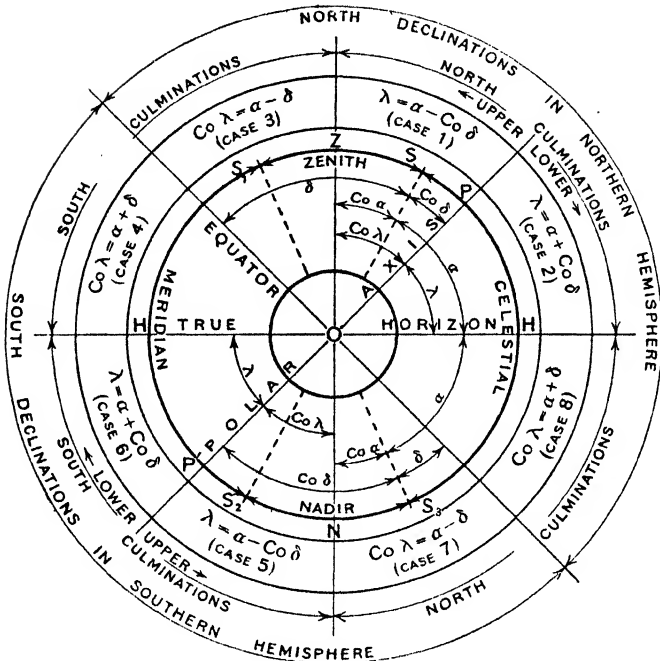 NORTH DECLINATIONS IN NORTHERN HEMISPHERE
SOUTH DECLINATIONS IN SOUTHERN HEMISPHERE
SOUTH CULMINATIONS
NORTH CULMINATIONS
UPPER
LOWER
Co λ = α - δ
(CASE 3)
λ = α - Co δ
(CASE 1)
Co λ = α + δ
(CASE 4)
λ = α + Co δ
(CASE 2)
S₁
Z
S
P
ZENITH
δ
Co α
Co δ
Co λ
α
λ
EQUATOR
MERIDIAN
CELESTIAL
H TRUE O HORIZON H
POLAR AXIS
λ
Co λ
α
Co α
δ
Co δ
P
S₂
NADIR
S₃
N
λ = α + Co δ
(CASE 6)
Co λ = α + δ
(CASE 8)
λ = α - Co δ
(CASE 5)
Co λ = α - δ
(CASE 7)
LOWER UPPER
SOUTH CULMINATIONS
NORTH CULMINATIONS